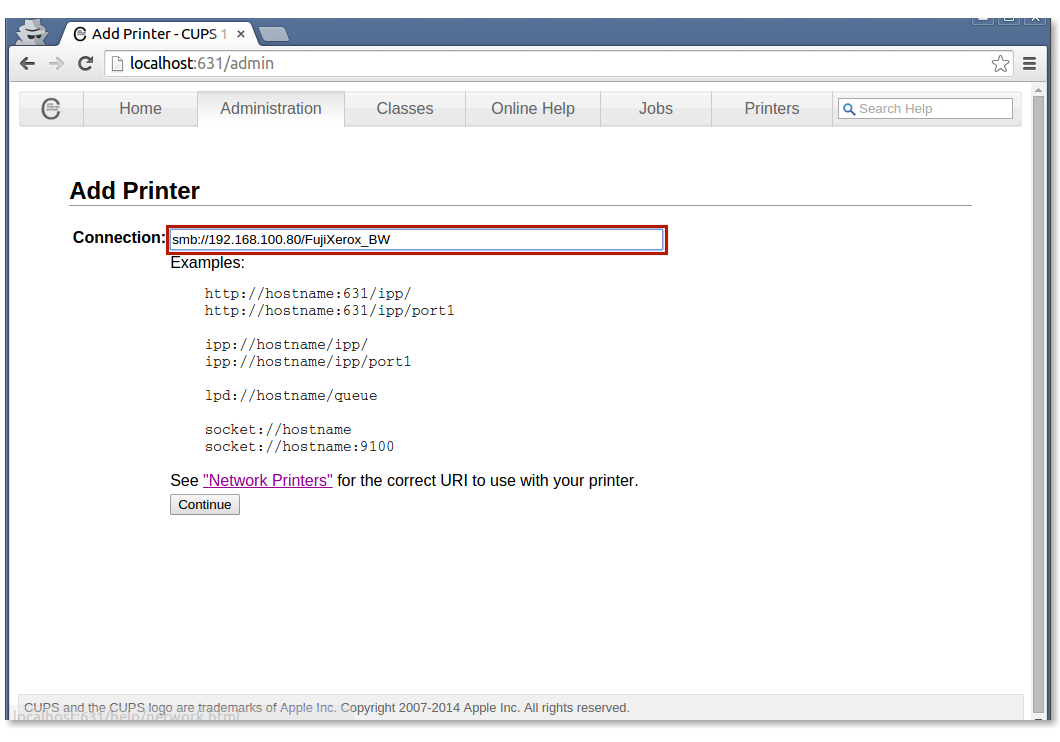 Add Printer - CUPS 1
localhost:631/admin
Home Administration Classes Online Help Jobs Printers Search Help
Add Printer
Connection: smb://192.168.100.80/FujiXerox_BW
Examples:
http://hostname:631/ipp/
http://hostname:631/ipp/port1
ipp://hostname/ipp/
ipp://hostname/ipp/port1
lpd://hostname/queue
socket://hostname
socket://hostname:9100
See "Network Printers" for the correct URI to use with your printer.
Continue
CUPS and the CUPS logo are trademarks of Apple Inc. Copyright 2007-2014 Apple Inc. All rights reserved.
localhost:631/help/network.html